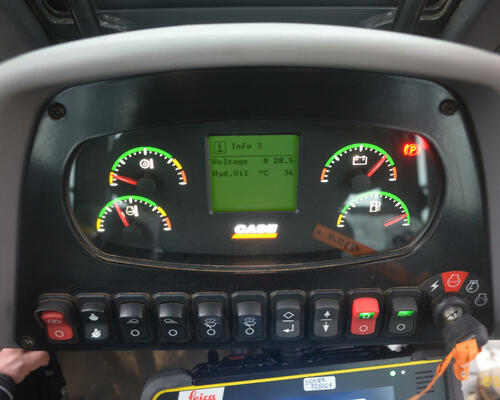 i Info 3
Voltage V 28.5
Hyd.Oil °C 36
P
CASE
Leica